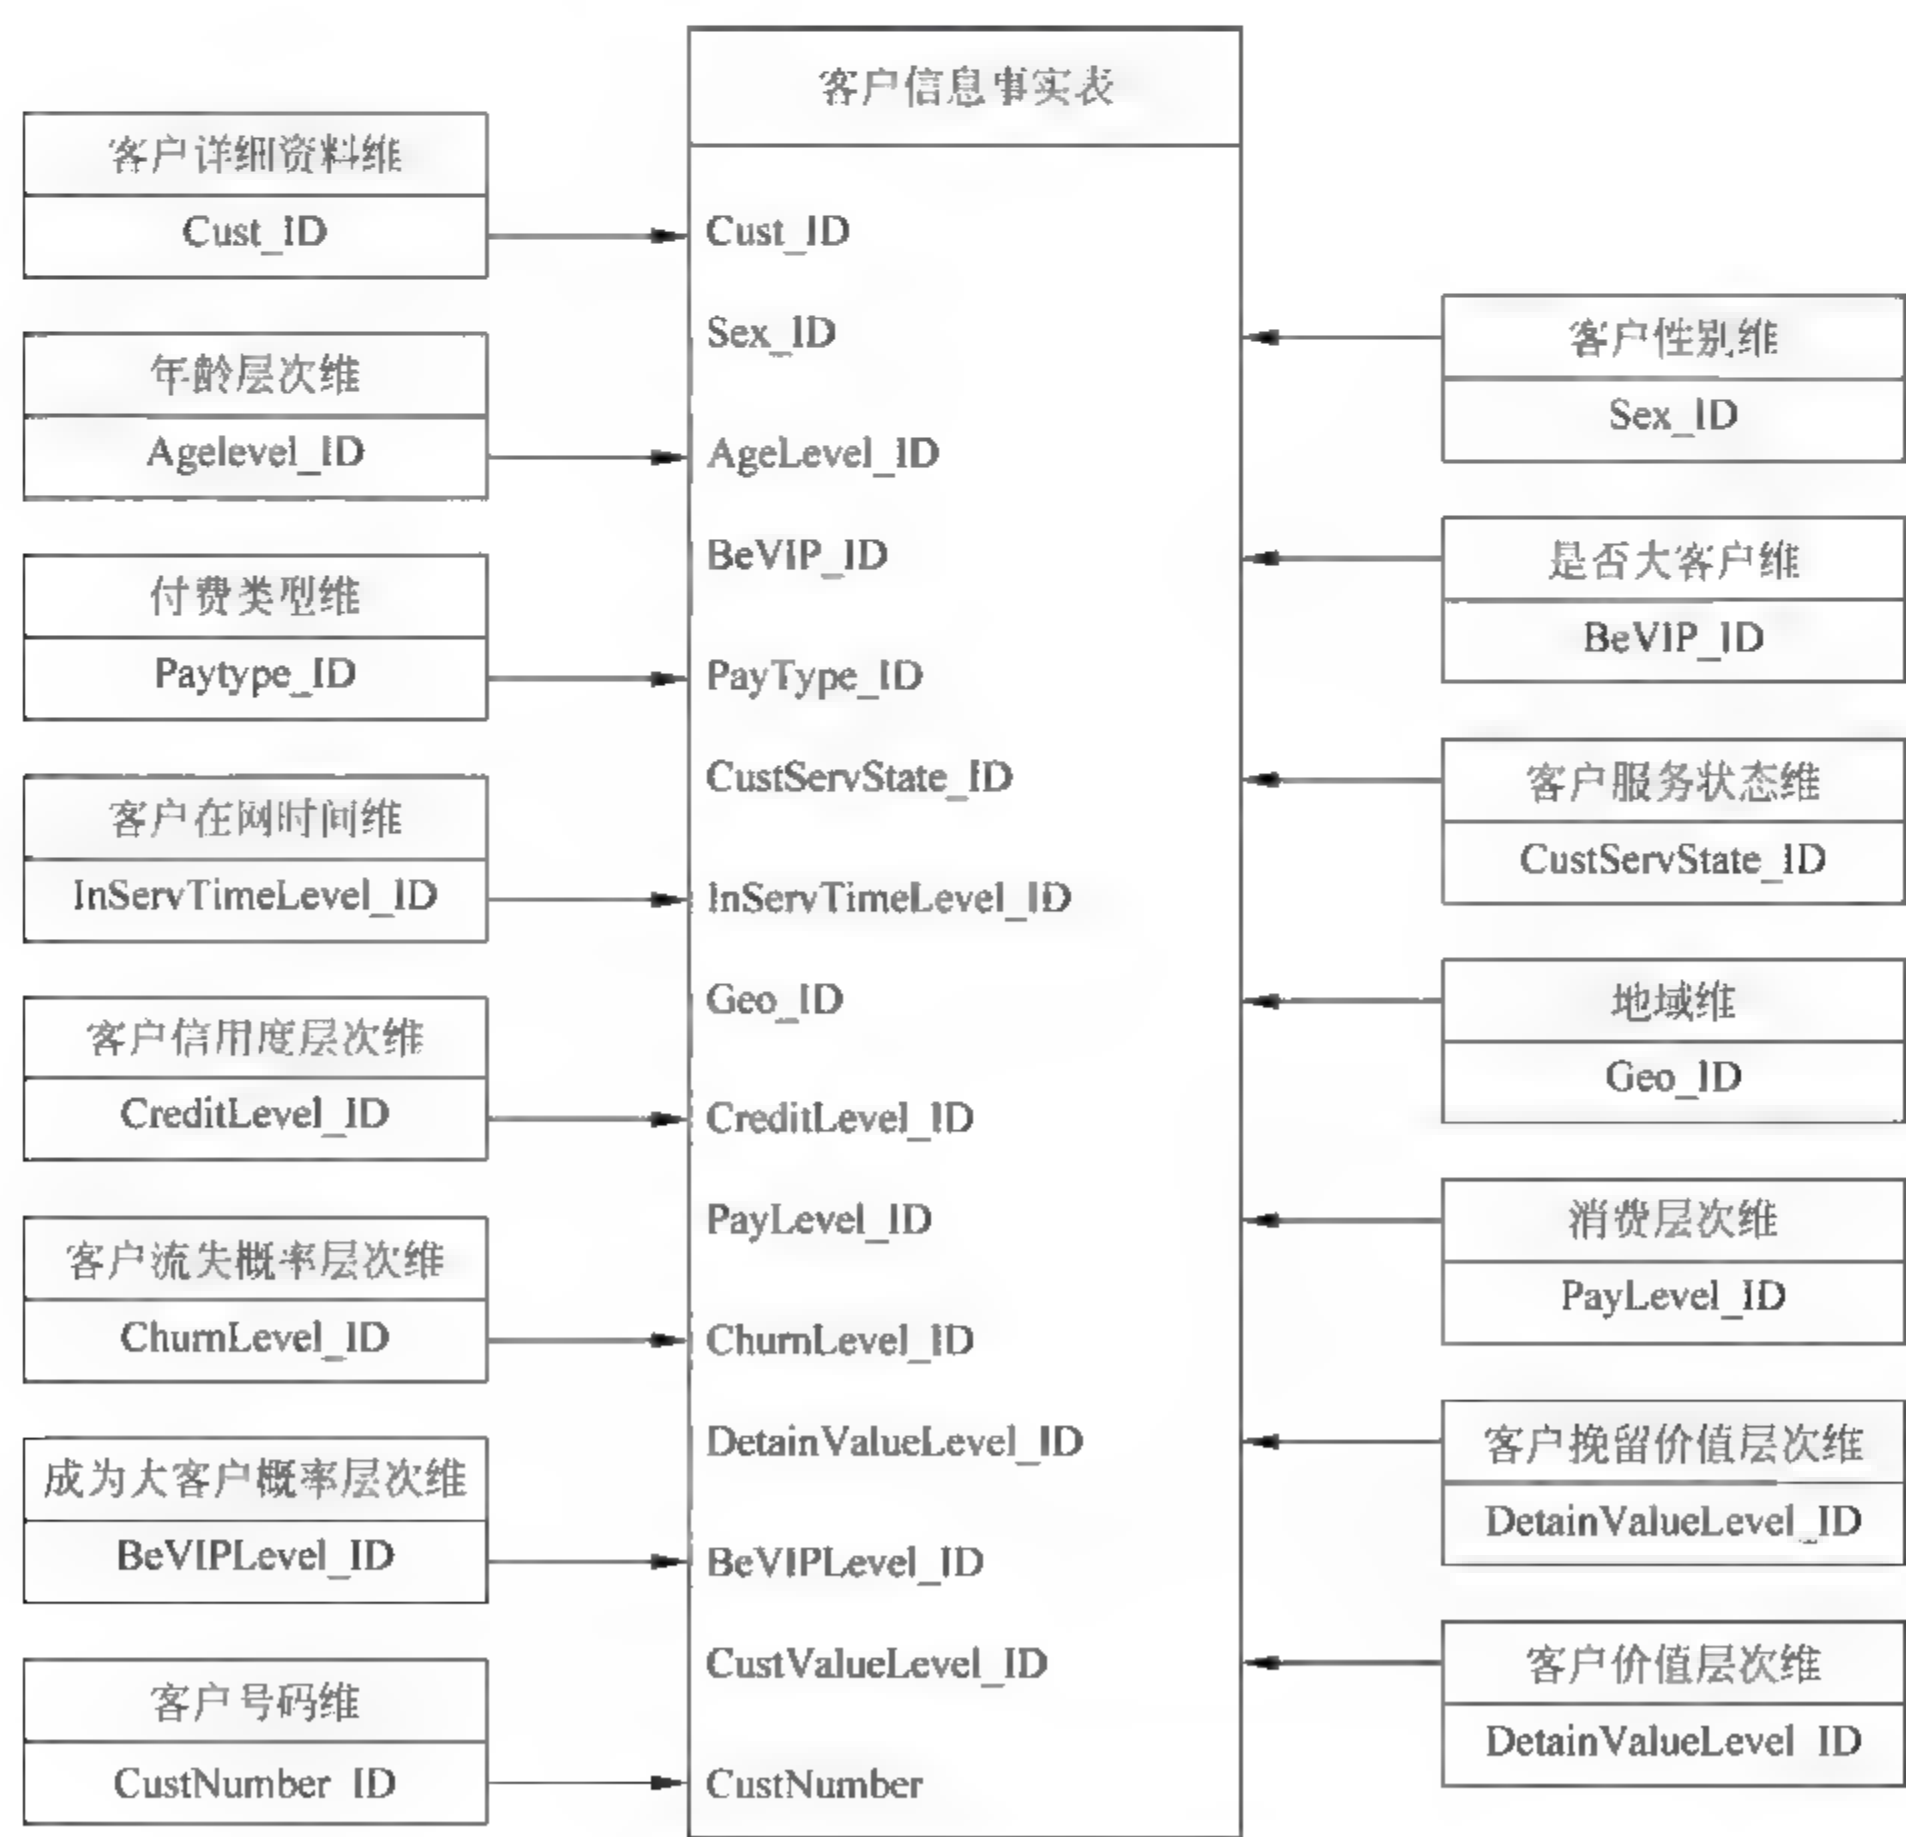 客户信息事实表
Cust_ID
Sex_ID
AgeLevel_ID
BeVIP_ID
PayType_ID
CustServState_ID
InServTimeLevel_ID
Geo_ID
CreditLevel_ID
PayLevel_ID
ChurnLevel_ID
DetainValueLevel_ID
BeVIPLevel_ID
CustValueLevel_ID
CustNumber
客户详细资料维
Cust_ID
年龄层次维
Agelevel_ID
付费类型维
Paytype_ID
客户在网时间维
InServTimeLevel_ID
客户信用度层次维
CreditLevel_ID
客户流失概率层次维
ChurnLevel_ID
成为大客户概率层次维
BeVIPLevel_ID
客户号码维
CustNumber_ID
客户性别维
Sex_ID
是否大客户维
BeVIP_ID
客户服务状态维
CustServState_ID
地域维
Geo_ID
消费层次维
PayLevel_ID
客户挽留价值层次维
DetainValueLevel_ID
客户价值层次维
DetainValueLevel_ID